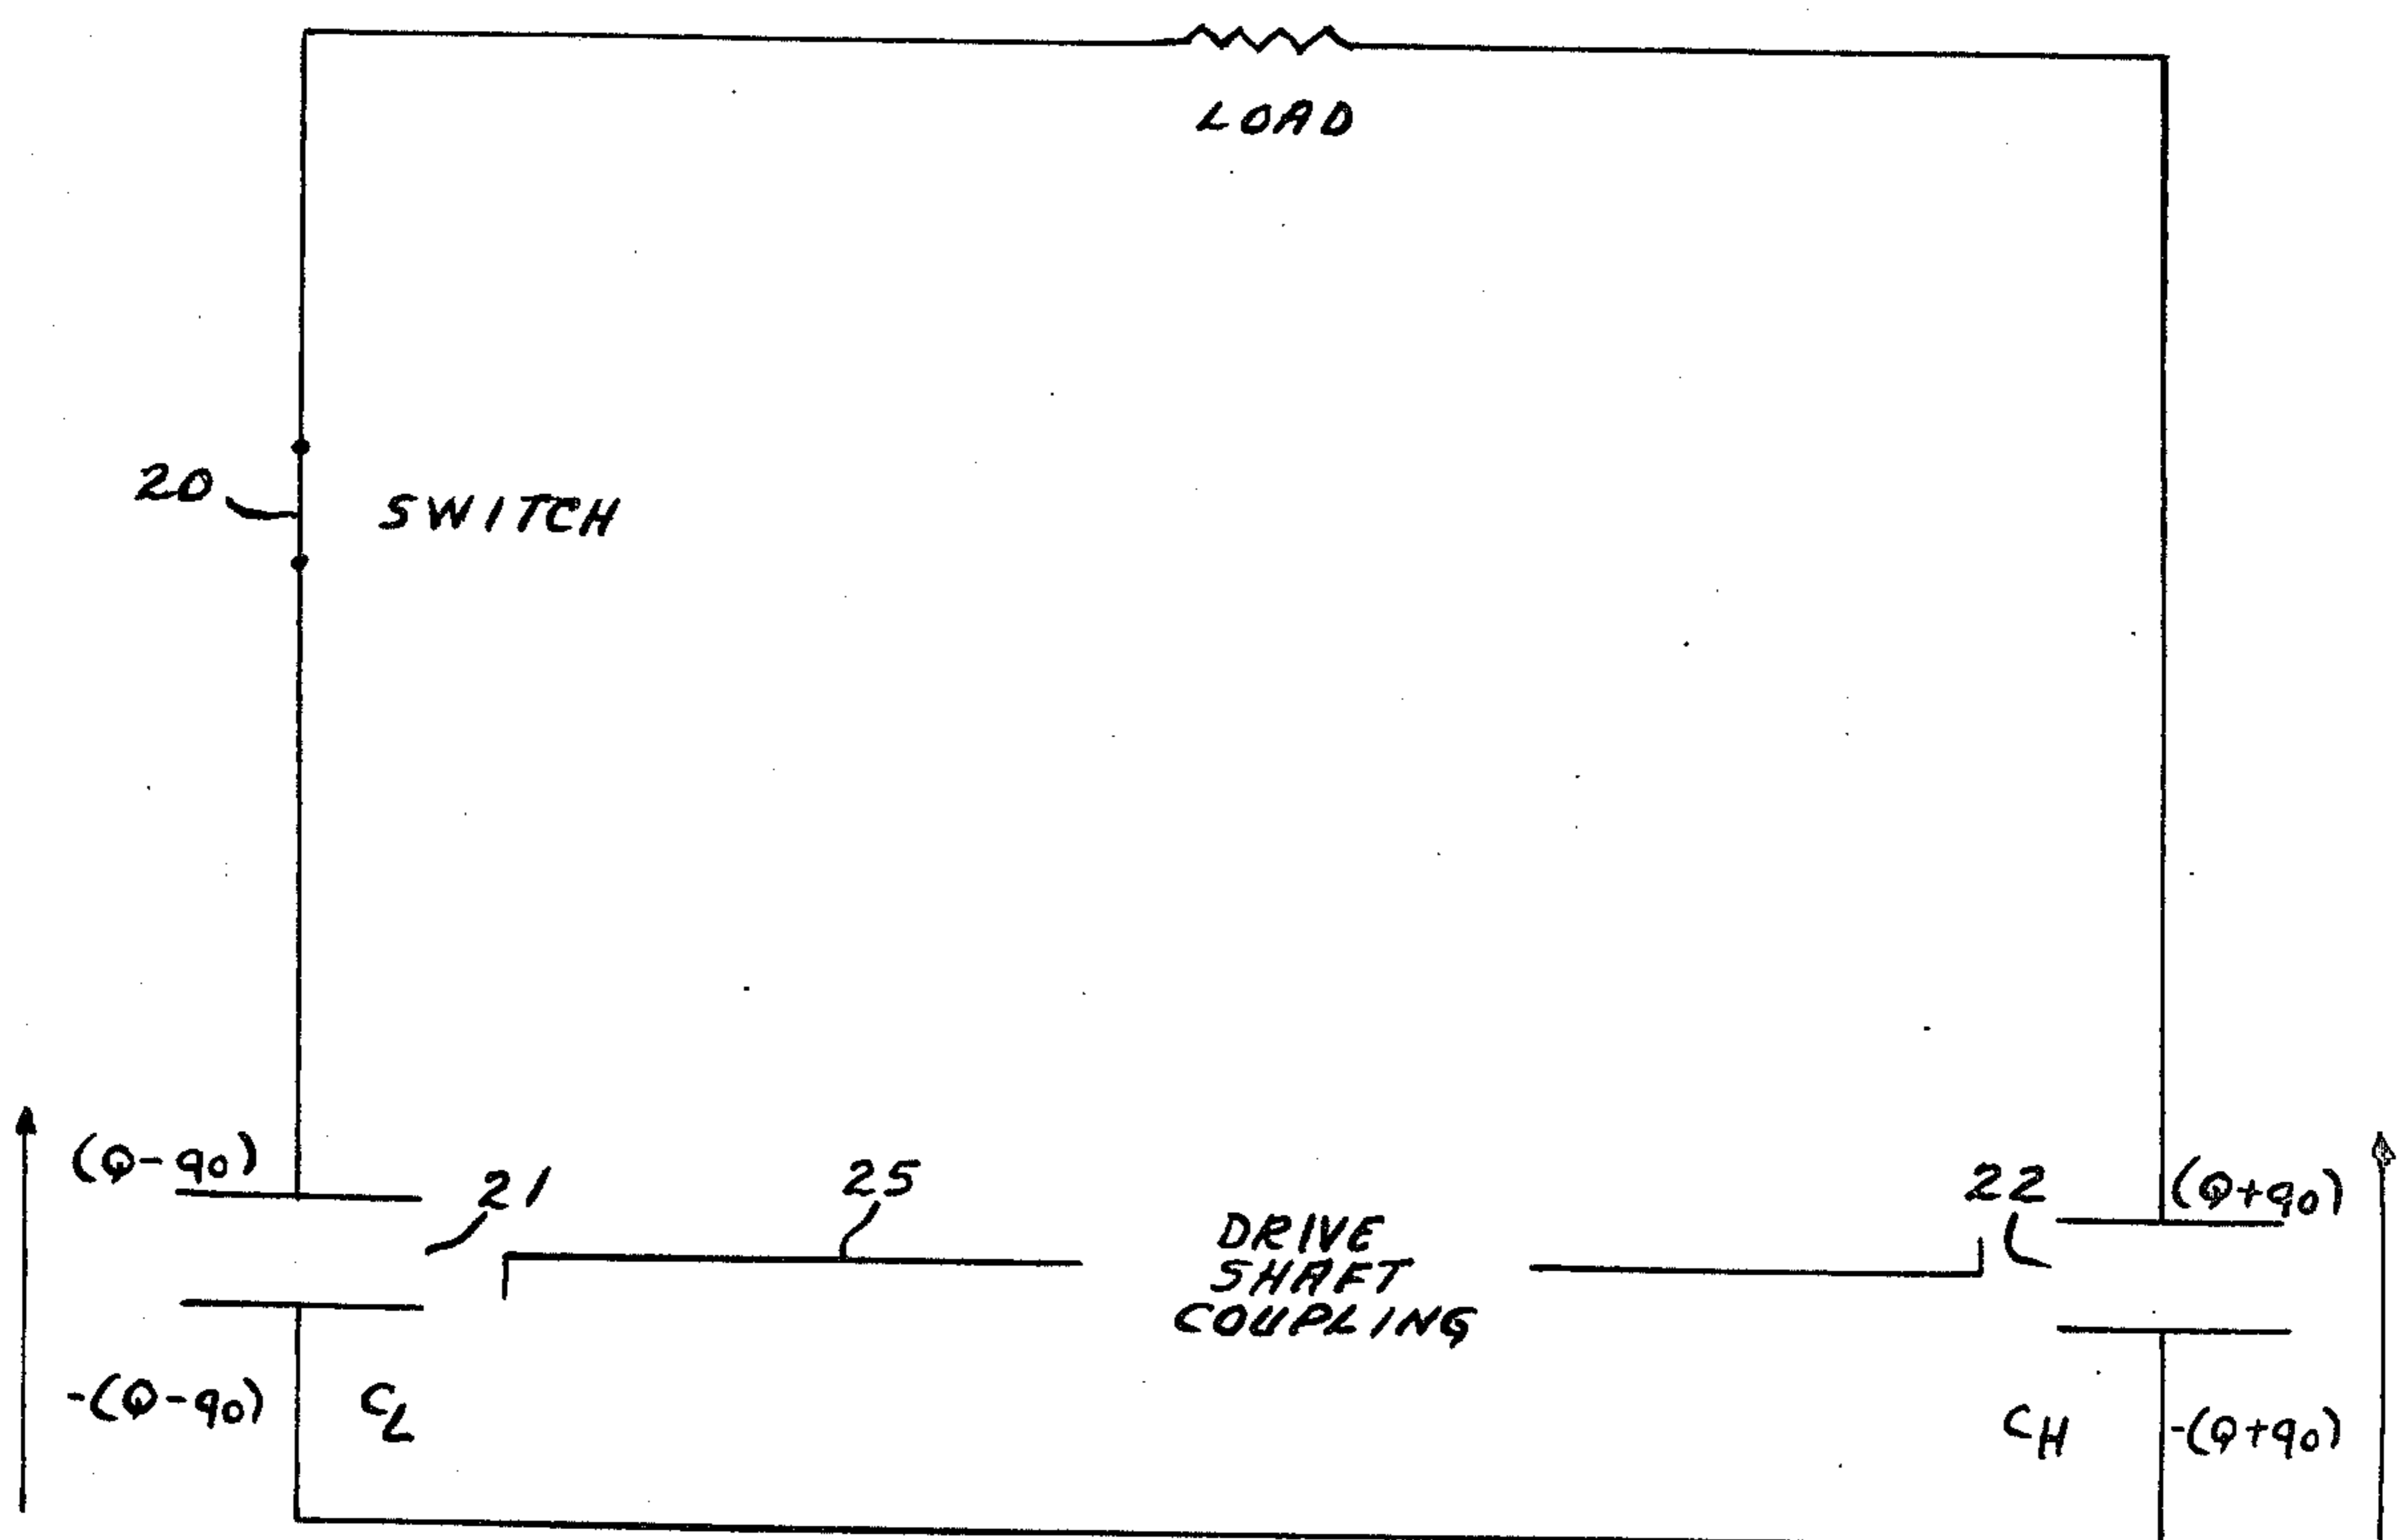 LOAD
20
SWITCH
(Q-q0)
21
25
22
(Q+q0)
DRIVE
SHAFT
COUPLING
-(Q-q0)
CL
CH
-(Q+q0)